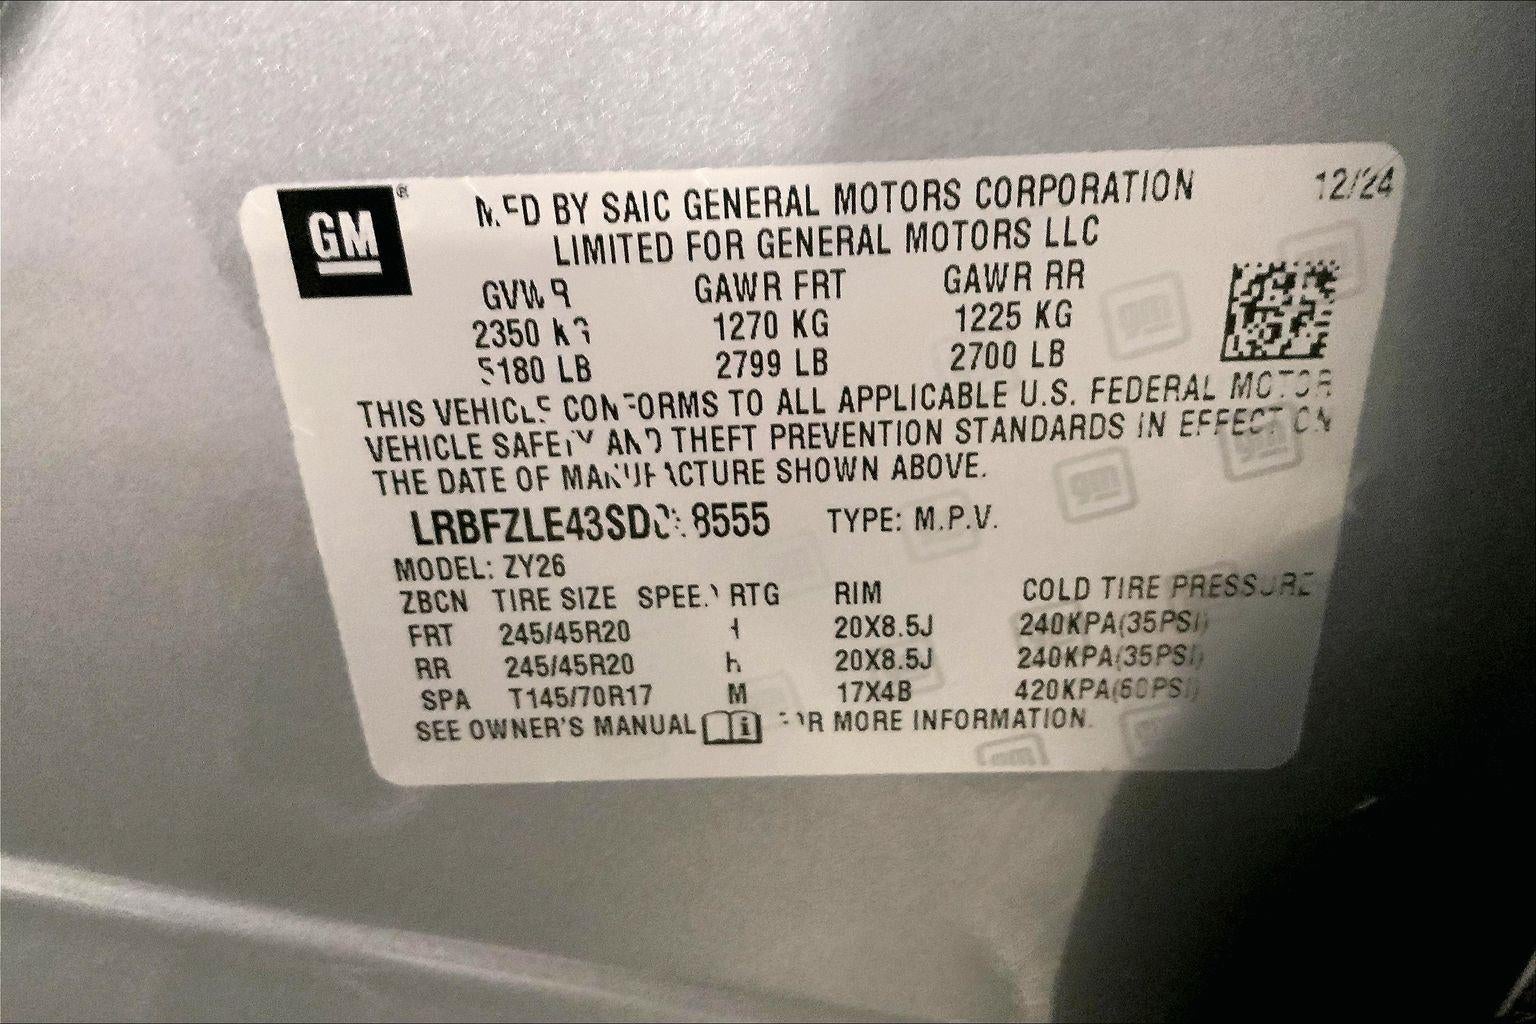 GM
MFD BY SAIC GENERAL MOTORS CORPORATION 12/24
LIMITED FOR GENERAL MOTORS LLC
GVWR GAWR FRT GAWR RR
2350 KG 1270 KG 1225 KG
5180 LB 2799 LB 2700 LB
THIS VEHICLE CONFORMS TO ALL APPLICABLE U.S. FEDERAL MOTOR
VEHICLE SAFETY AND THEFT PREVENTION STANDARDS IN EFFECT ON
THE DATE OF MANUFACTURE SHOWN ABOVE.
TYPE: M.P.V.
MODEL: ZY26
ZBCN TIRE SIZE SPEED RTG RIM COLD TIRE PRESSURE
FRT 245/45R20 H 20X8.5J 240KPA(35PSI)
RR 245/45R20 H 20X8.5J 240KPA(35PSI)
SPA T145/70R17 M 17X4B 420KPA(60PSI)
SEE OWNER'S MANUAL FOR MORE INFORMATION.